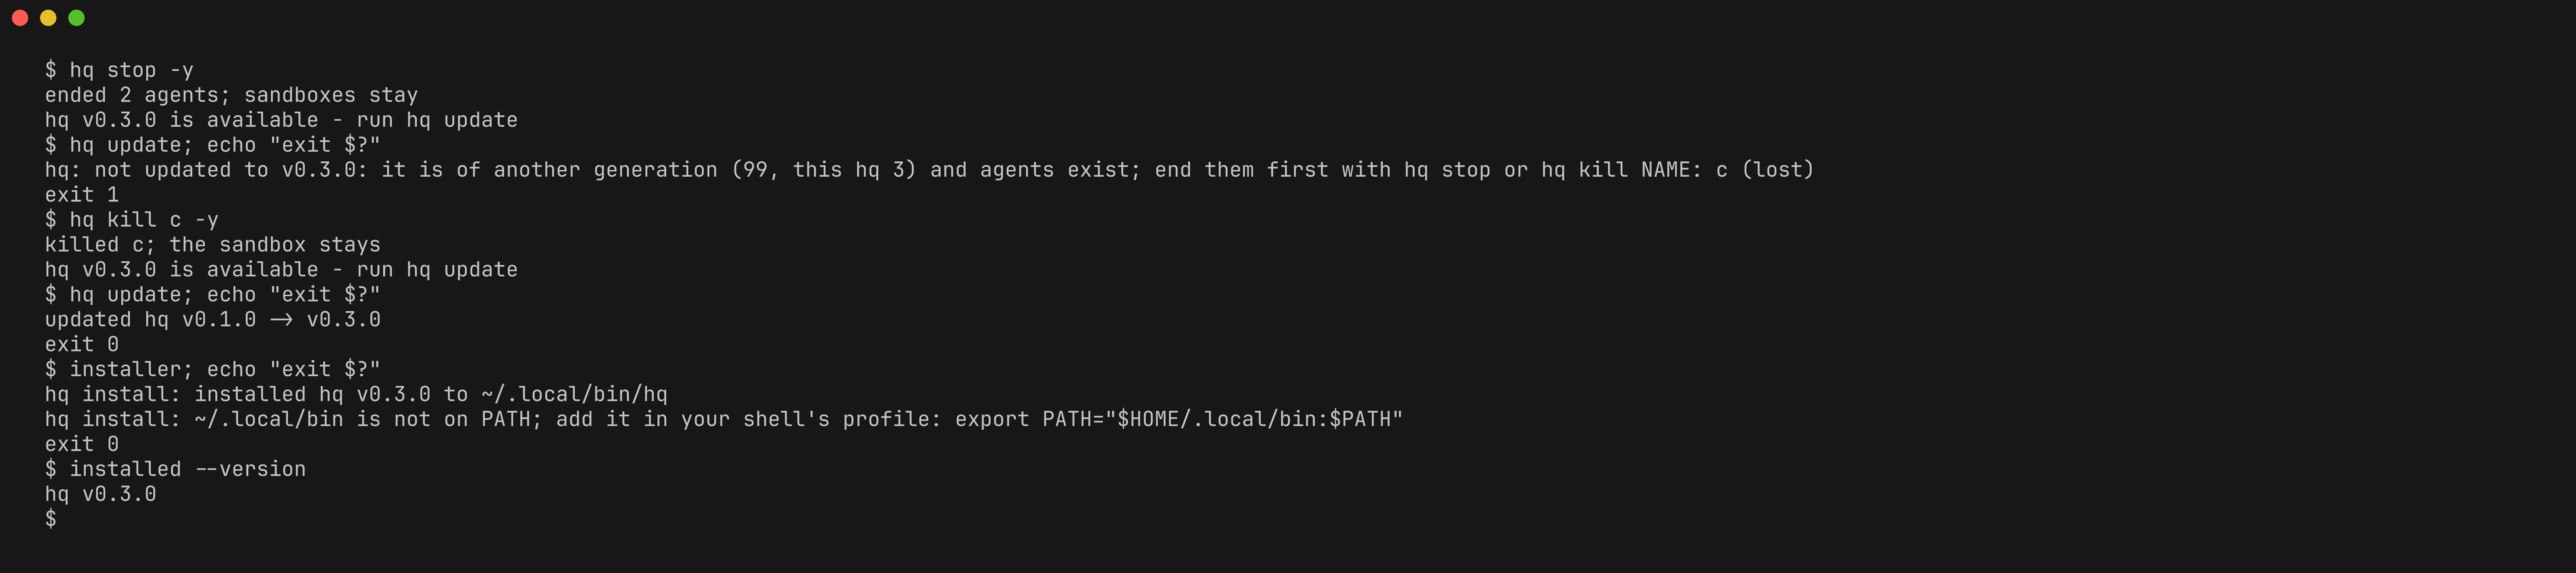 $ hq stop -y
ended 2 agents; sandboxes stay
hq v0.3.0 is available - run hq update
$ hq update; echo "exit $?"
hq: not updated to v0.3.0: it is of another generation (99, this hq 3) and agents exist; end them first with hq stop or hq kill NAME: c (lost)
exit 1
$ hq kill c -y
killed c; the sandbox stays
hq v0.3.0 is available - run hq update
$ hq update; echo "exit $?"
updated hq v0.1.0 -> v0.3.0
exit 0
$ installer; echo "exit $?"
hq install: installed hq v0.3.0 to ~/.local/bin/hq
hq install: ~/.local/bin is not on PATH; add it in your shell's profile: export PATH="$HOME/.local/bin:$PATH"
exit 0
$ installed --version
hq v0.3.0
$